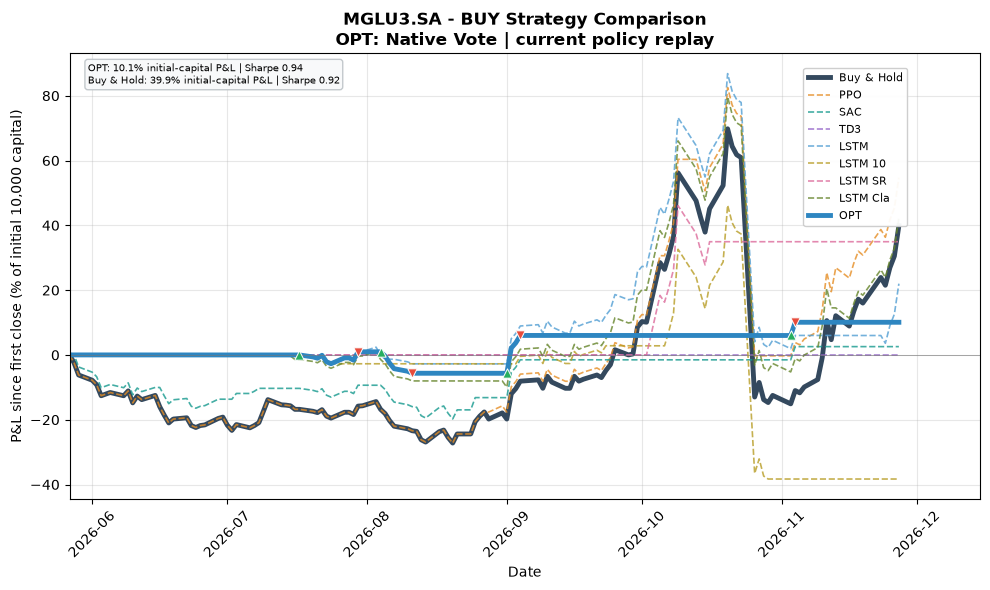 MGLU3.SA - BUY Strategy Comparison
OPT: Native Vote | current policy replay
OPT: 10.1% initial-capital P&L | Sharpe 0.94
Buy & Hold: 39.9% initial-capital P&L | Sharpe 0.92
Buy & Hold
PPO
SAC
TD3
LSTM
LSTM 10
LSTM SR
LSTM Cla
OPT
P&L since first close (% of initial 10,000 capital)
80
60
40
20
0
−20
−40
2026-06
2026-07
2026-08
2026-09
2026-10
2026-11
2026-12
Date